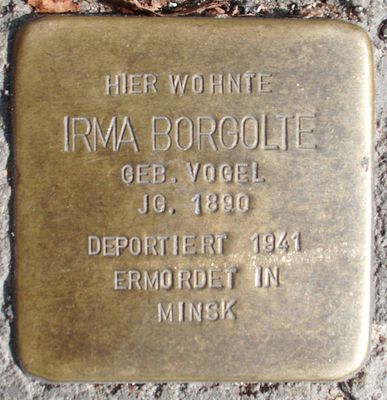 HIER WOHNTE
IRMA BORGOLTE
GEB. VOGEL
JG. 1890
DEPORTIERT 1941
ERMORDET IN
MINSK